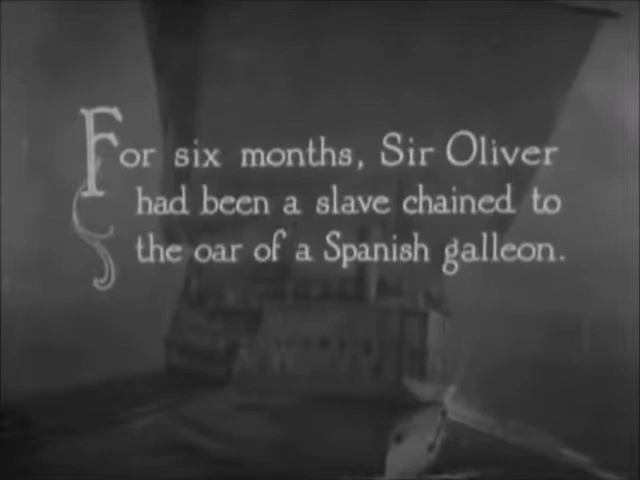 For six months, Sir Oliver
had been a slave chained to
the oar of a Spanish galleon.